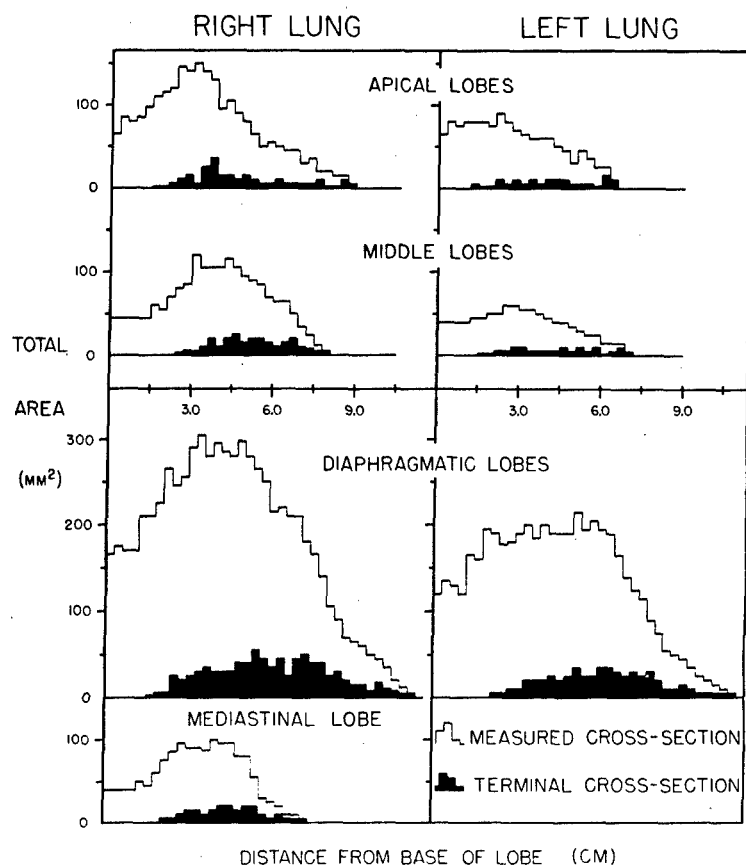 RIGHT LUNG LEFT LUNG
APICAL LOBES
100
0
MIDDLE LOBES
100
TOTAL
0
AREA
3.0 6.0 9.0 3.0 6.0 9.0
(MM²)
300
DIAPHRAGMATIC LOBES
200
100
0
MEDIASTINAL LOBE
100
MEASURED CROSS-SECTION
TERMINAL CROSS-SECTION
0
DISTANCE FROM BASE OF LOBE (CM)